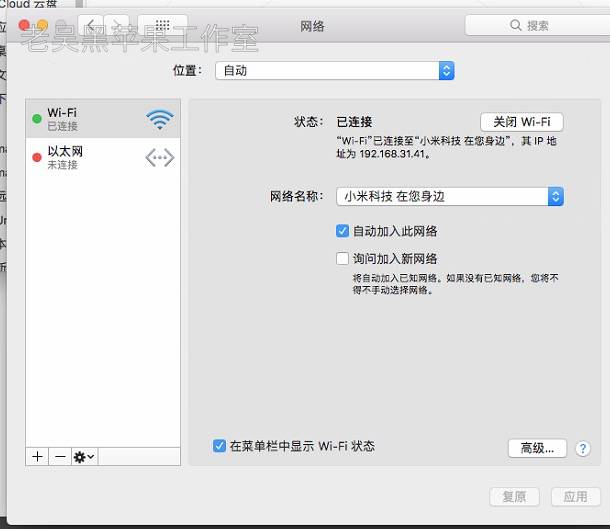 Cloud 云盘
网络
搜索
老吴黑苹果工作室
位置：
自动
Wi-Fi
已连接
以太网
未连接
状态：
已连接
关闭 Wi-Fi
“Wi-Fi”已连接至“小米科技 在您身边”，其 IP 地
址为 192.168.31.41。
网络名称：
小米科技 在您身边
自动加入此网络
询问加入新网络
将自动加入已知网络。如果没有已知网络，您将不
得不手动选择网络。
在菜单栏中显示 Wi-Fi 状态
高级...
?
复原
应用